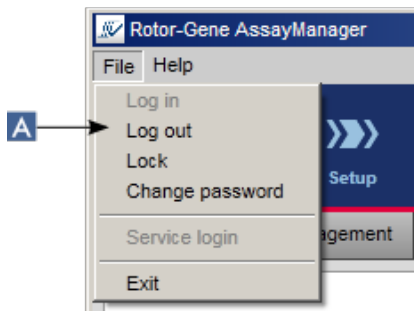 Rotor-Gene AssayManager
File Help
Log in
A Log out
Lock
Setup
Change password
Service login
agement
Exit